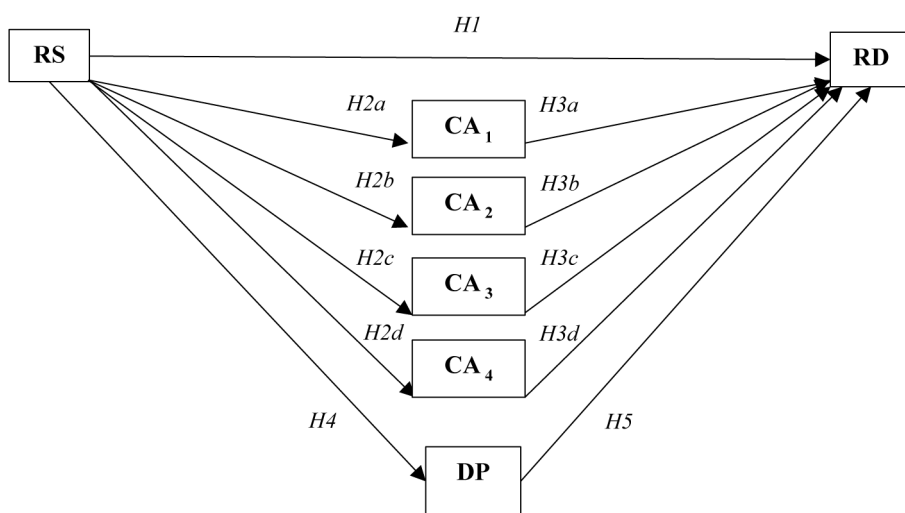 H1
RS
RD
H2a
CA 1
H3a
H2b
CA 2
H3b
H2c
CA 3
H3c
H2d
CA 4
H3d
H4
H5
DP